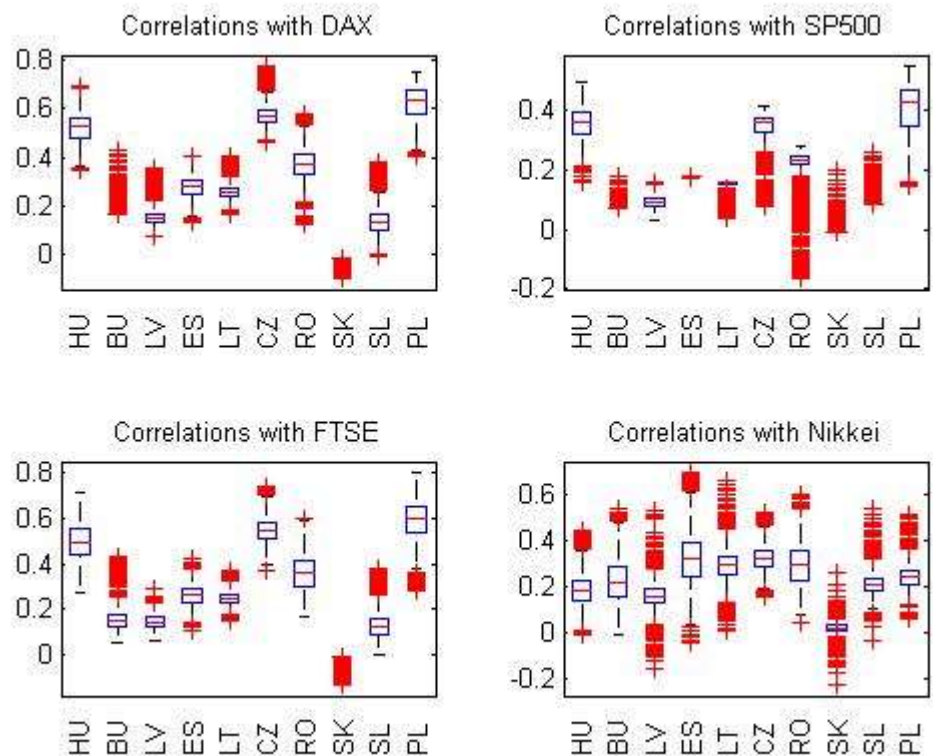 Correlations with DAX
0.8
0.6
0.4
0.2
0
HU BU LV ES LT CZ RO SK SL PL
Correlations with SP500
0.4
0.2
0
-0.2
HU BU LV ES LT CZ RO SK SL PL
Correlations with FTSE
0.8
0.6
0.4
0.2
0
HU BU LV ES LT CZ RO SK SL PL
Correlations with Nikkei
0.6
0.4
0.2
0
-0.2
HU BU LV ES LT CZ RO SK SL PL